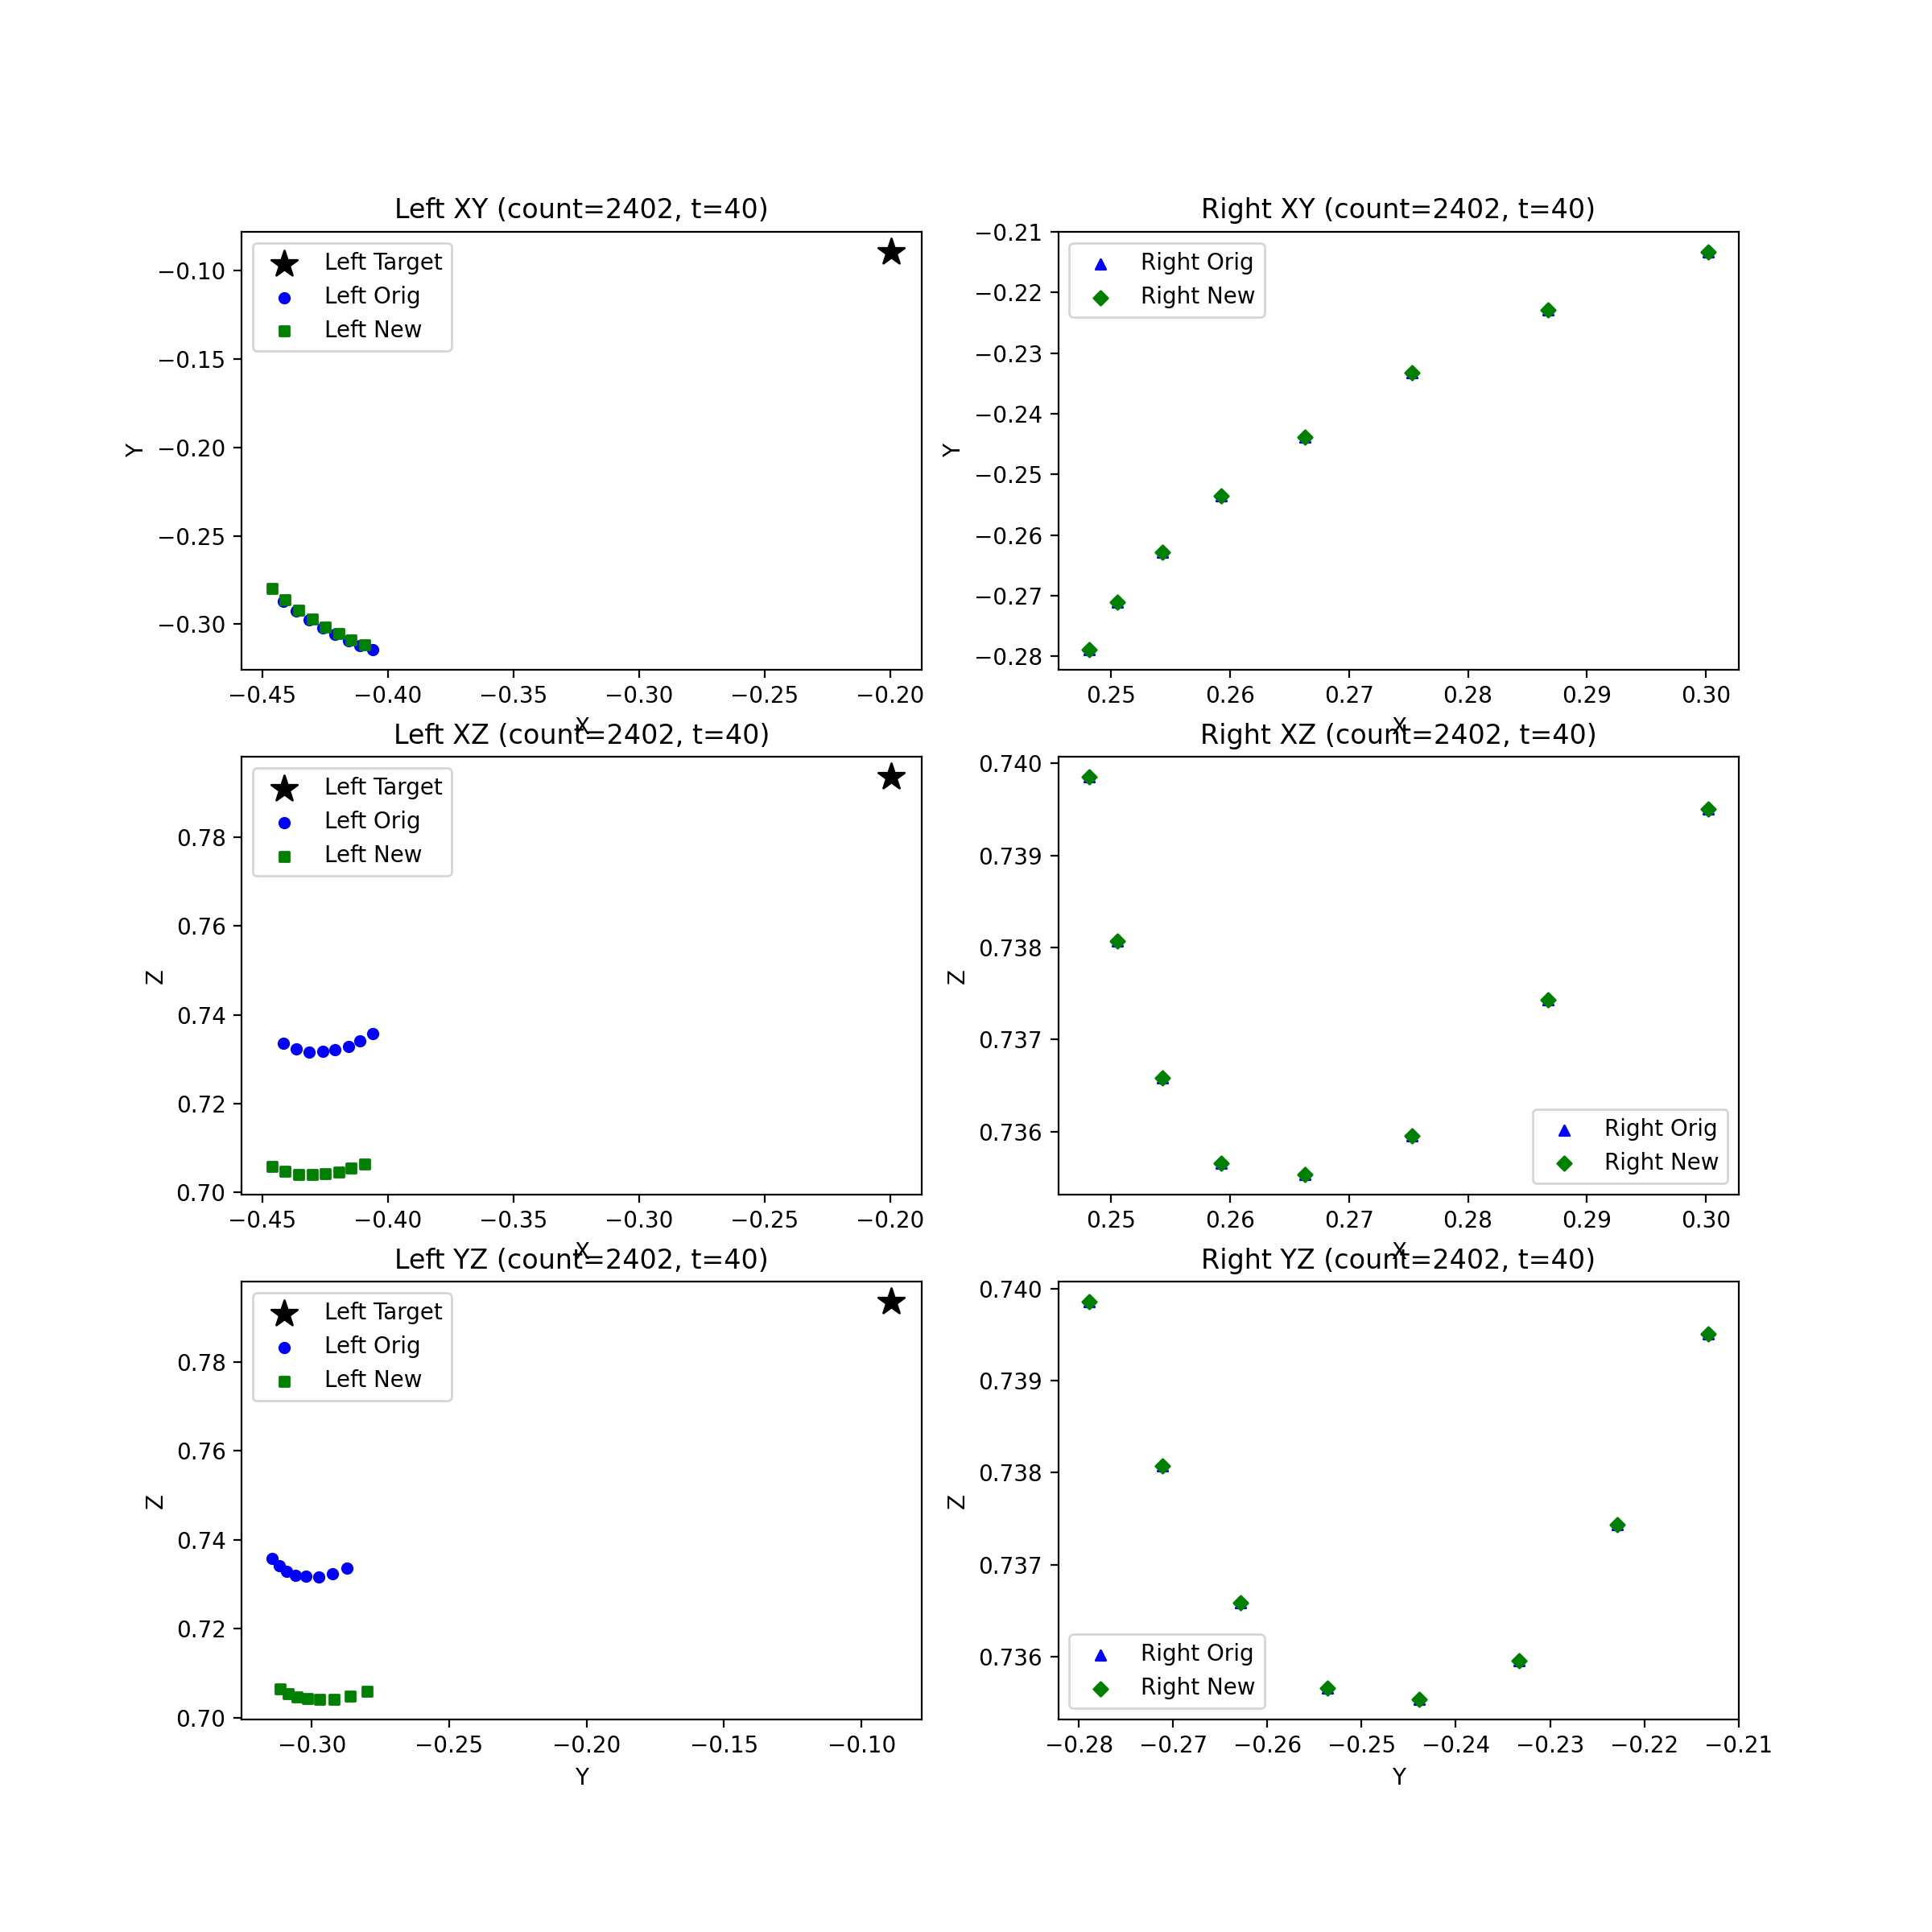 Left XY (count=2402, t=40)
Left Target
Left Orig
Left New
−0.10
−0.15
−0.20
−0.25
−0.30
Y
−0.45 −0.40 −0.35 −0.30 −0.25 −0.20
X
Right XY (count=2402, t=40)
Right Orig
Right New
−0.21
−0.22
−0.23
−0.24
−0.25
−0.26
−0.27
−0.28
Y
0.25 0.26 0.27 0.28 0.29 0.30
X
Left XZ (count=2402, t=40)
Left Target
Left Orig
Left New
0.78
0.76
0.74
0.72
0.70
Z
−0.45 −0.40 −0.35 −0.30 −0.25 −0.20
X
Right XZ (count=2402, t=40)
0.740
0.739
0.738
0.737
0.736
Z
Right Orig
Right New
0.25 0.26 0.27 0.28 0.29 0.30
X
Left YZ (count=2402, t=40)
Left Target
Left Orig
Left New
0.78
0.76
0.74
0.72
0.70
Z
−0.30 −0.25 −0.20 −0.15 −0.10
Y
Right YZ (count=2402, t=40)
0.740
0.739
0.738
0.737
0.736
Z
Right Orig
Right New
−0.28 −0.27 −0.26 −0.25 −0.24 −0.23 −0.22 −0.21
Y